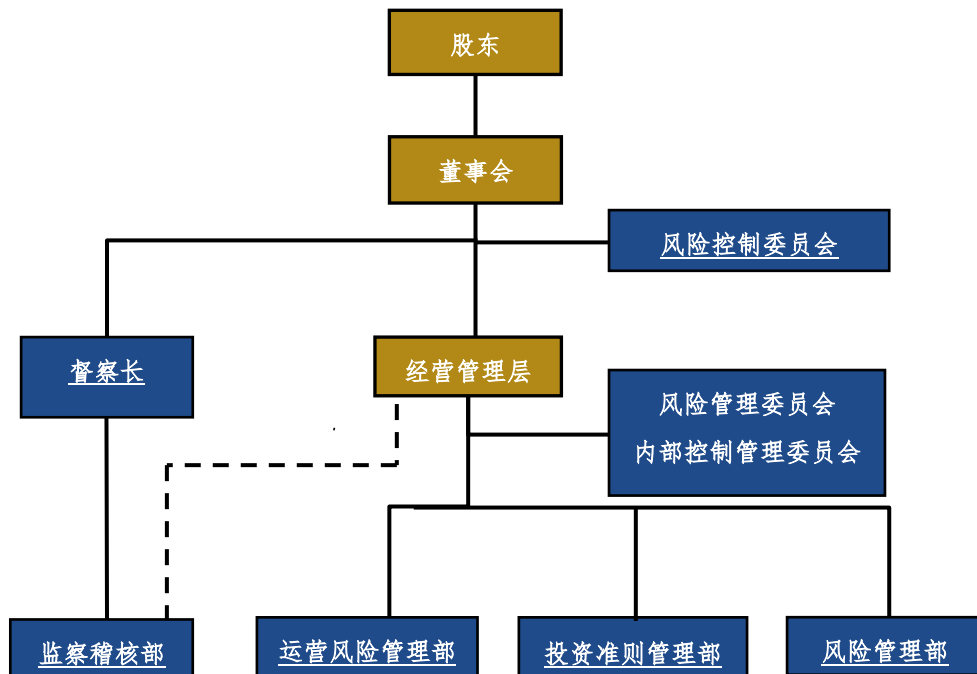 股东
董事会
风险控制委员会
督察长
经营管理层
风险管理委员会
内部控制管理委员会
监察稽核部
运营风险管理部
投资准则管理部
风险管理部